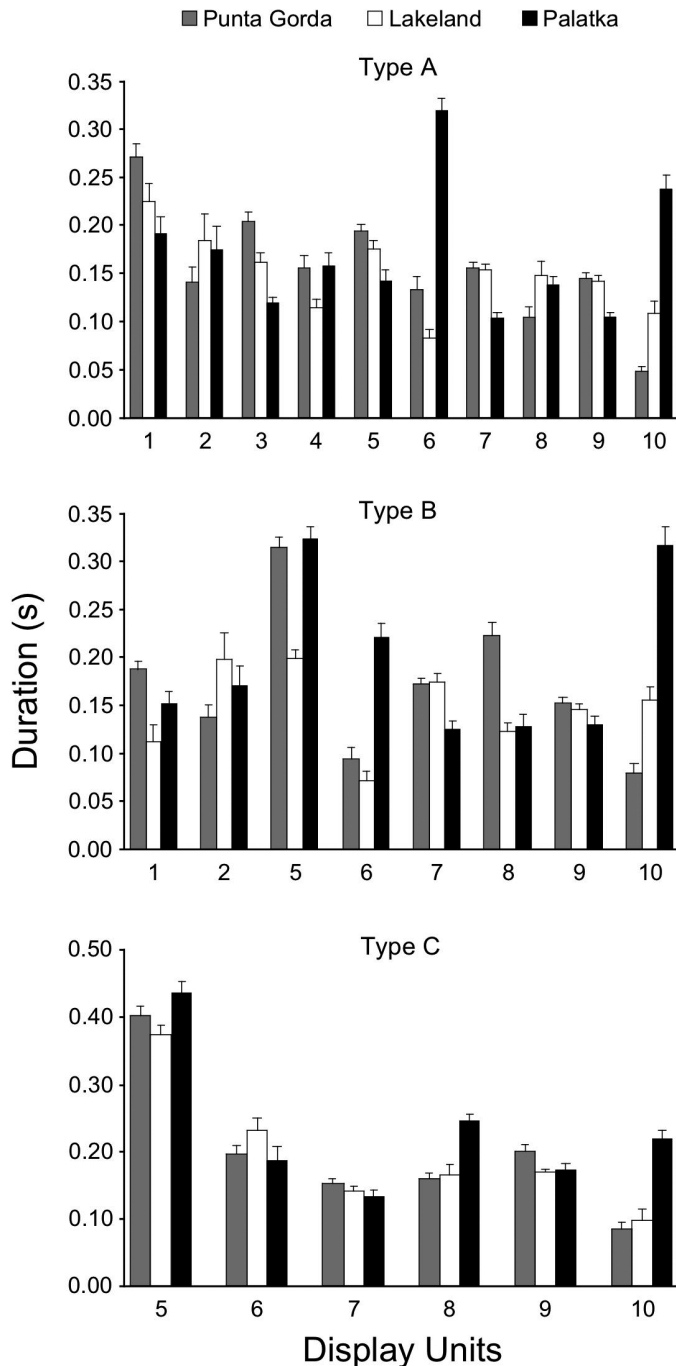 Punta Gorda Lakeland Palatka
Type A
0.35
0.30
0.25
0.20
0.15
0.10
0.05
0.00
1 2 3 4 5 6 7 8 9 10
Type B
0.35
0.30
0.25
0.20
0.15
0.10
0.05
0.00
1 2 5 6 7 8 9 10
Duration (s)
Type C
0.50
0.40
0.30
0.20
0.10
0.00
5 6 7 8 9 10
Display Units